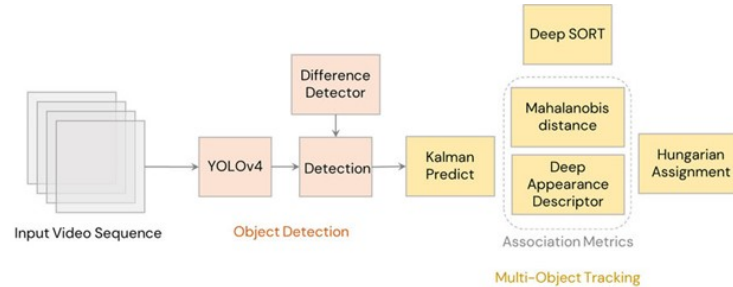 Deep SORT
Difference
Detector
Mahalanobis
distance
YOLOv4
Detection
Kalman
Predict
Deep
Appearance
Descriptor
Hungarian
Assignment
Input Video Sequence
Object Detection
Association Metrics
Multi-Object Tracking